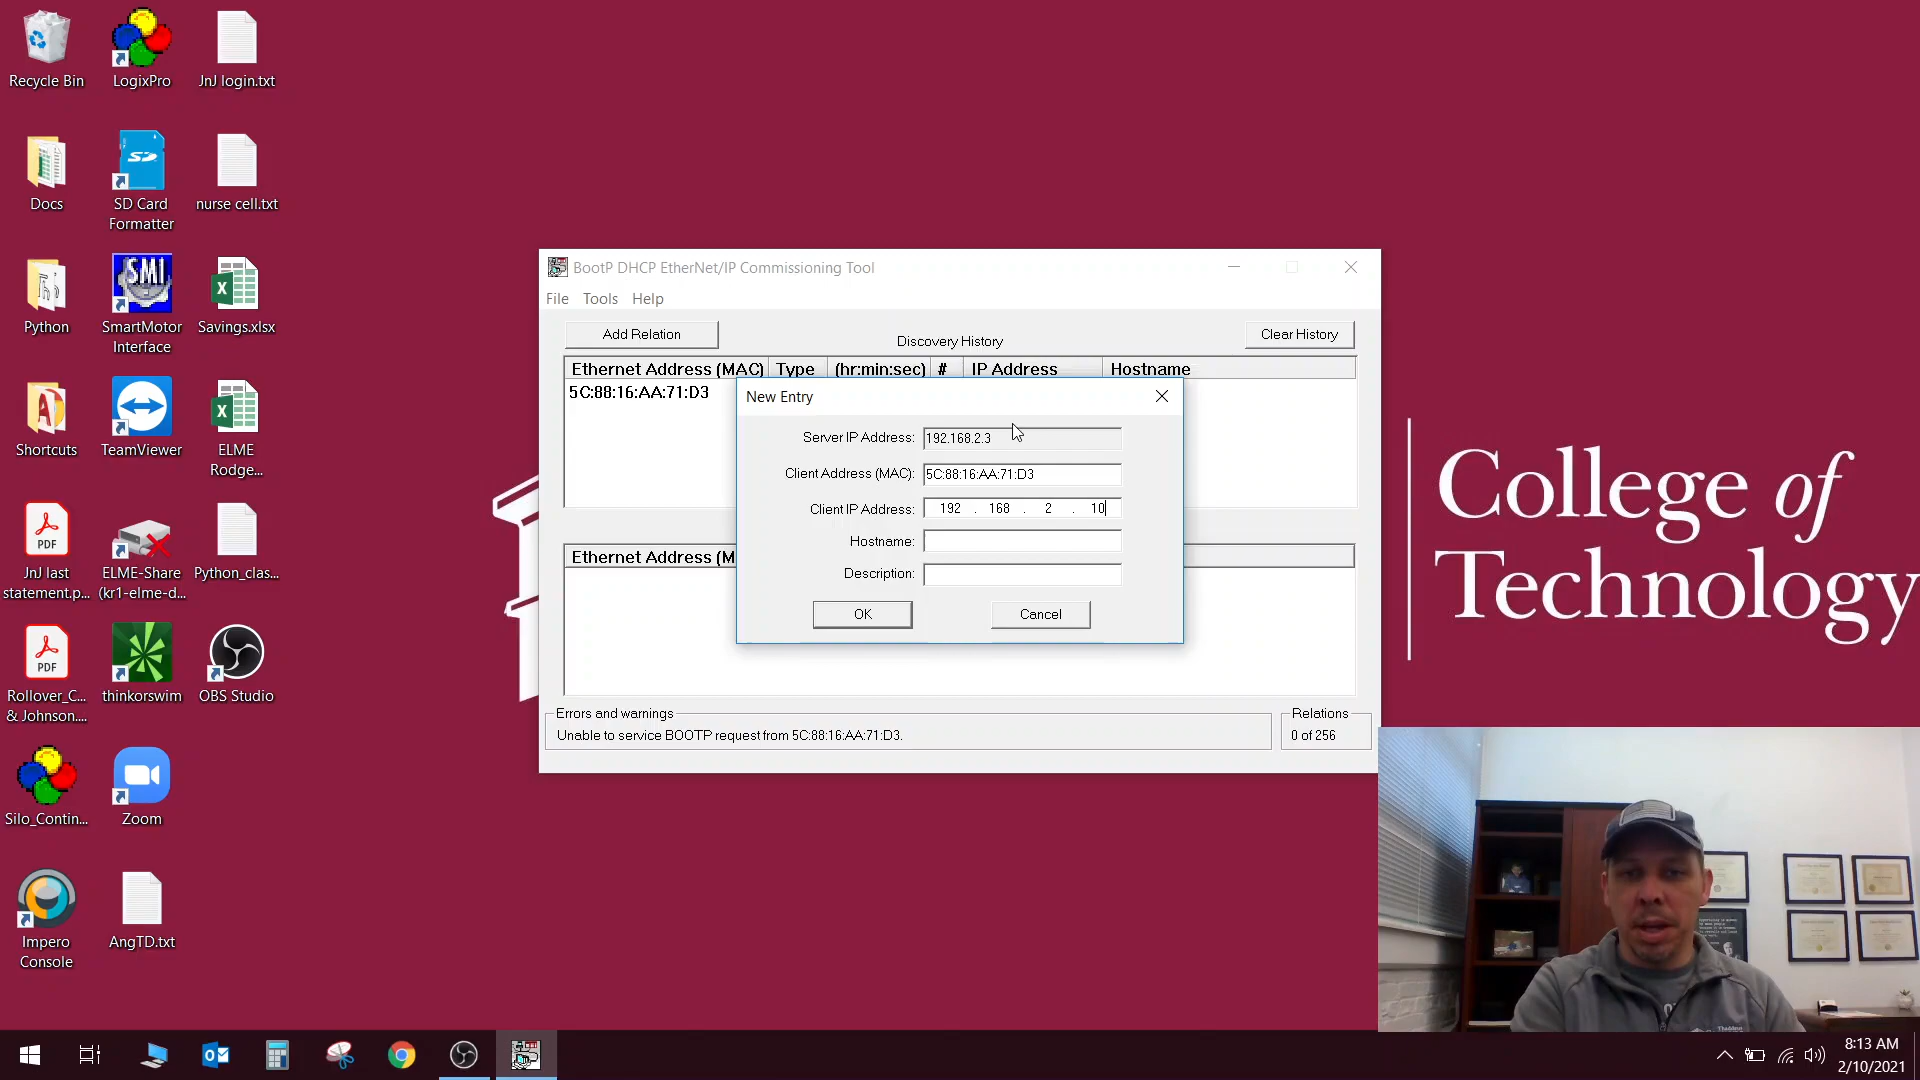 Recycle Bin
LogixPro
JnJ login.txt
Docs
SD Card
Formatter
nurse cell.txt
Python
SmartMotor
Interface
Savings.xlsx
Shortcuts
TeamViewer
ELME
Rodge...
JnJ last
statement.p...
ELME-Share
(kr1-elme-d...
Python_clas...
Rollover_C...
& Johnson....
thinkorswim
OBS Studio
Silo_Contin...
Zoom
Impero
Console
AngTD.txt
BootP DHCP EtherNet/IP Commissioning Tool
File Tools Help
Add Relation
Discovery History
Clear History
Ethernet Address (MAC) Type (hr:min:sec) # IP Address Hostname
5C:88:16:AA:71:D3
New Entry
Server IP Address: 192.168.2.3
Client Address (MAC): 5C:88:16:AA:71:D3
Client IP Address: 192 . 168 . 2 . 10
Hostname:
Description:
OK Cancel
Ethernet Address (M
Errors and warnings
Unable to service BOOTP request from 5C:88:16:AA:71:D3.
Relations
0 of 256
College of
Technology
8:13 AM
2/10/2021